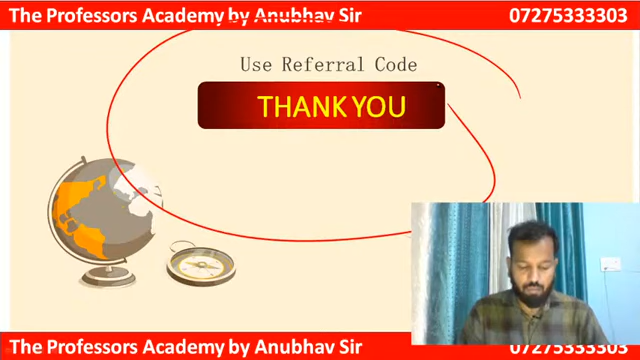 The Professors Academy by Anubhav Sir 07275333303
Use Referral Code
THANK YOU
The Professors Academy by Anubhav Sir 07275333303